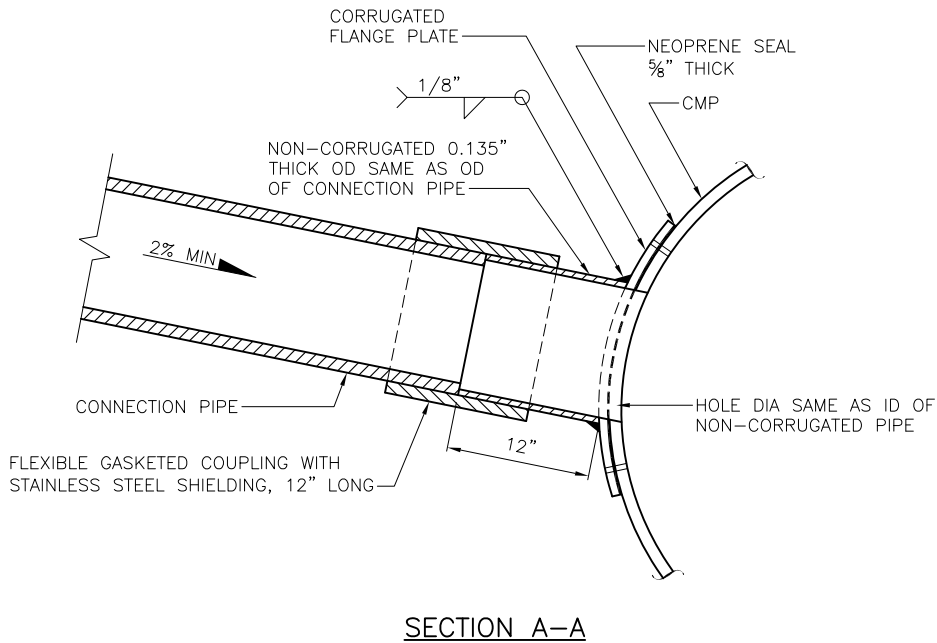 CORRUGATED
FLANGE PLATE
NEOPRENE SEAL
⅝" THICK
1/8"
CMP
NON-CORRUGATED 0.135"
THICK OD SAME AS OD
OF CONNECTION PIPE
2% MIN
CONNECTION PIPE
HOLE DIA SAME AS ID OF
NON-CORRUGATED PIPE
12"
FLEXIBLE GASKETED COUPLING WITH
STAINLESS STEEL SHIELDING, 12" LONG
SECTION A-A